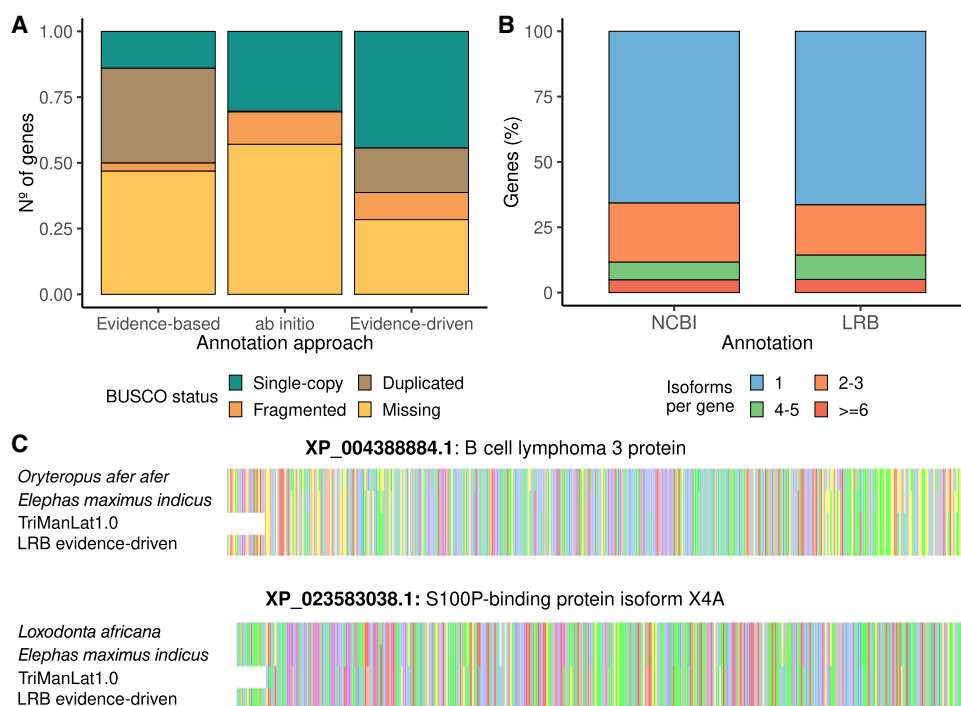 A
1.00
0.75
0.50
0.25
0.00
Nº of genes
Evidence-based
ab initio
Evidence-driven
Annotation approach
BUSCO status
Single-copy
Duplicated
Fragmented
Missing
B
100
75
50
25
0
Genes (%)
NCBI
LRB
Annotation
Isoforms
per gene
1
2-3
4-5
>=6
C
XP_004388884.1: B cell lymphoma 3 protein
Oryteropus afer afer
Elephas maximus indicus
TriManLat1.0
LRB evidence-driven
XP_023583038.1: S100P-binding protein isoform X4A
Loxodonta africana
Elephas maximus indicus
TriManLat1.0
LRB evidence-driven